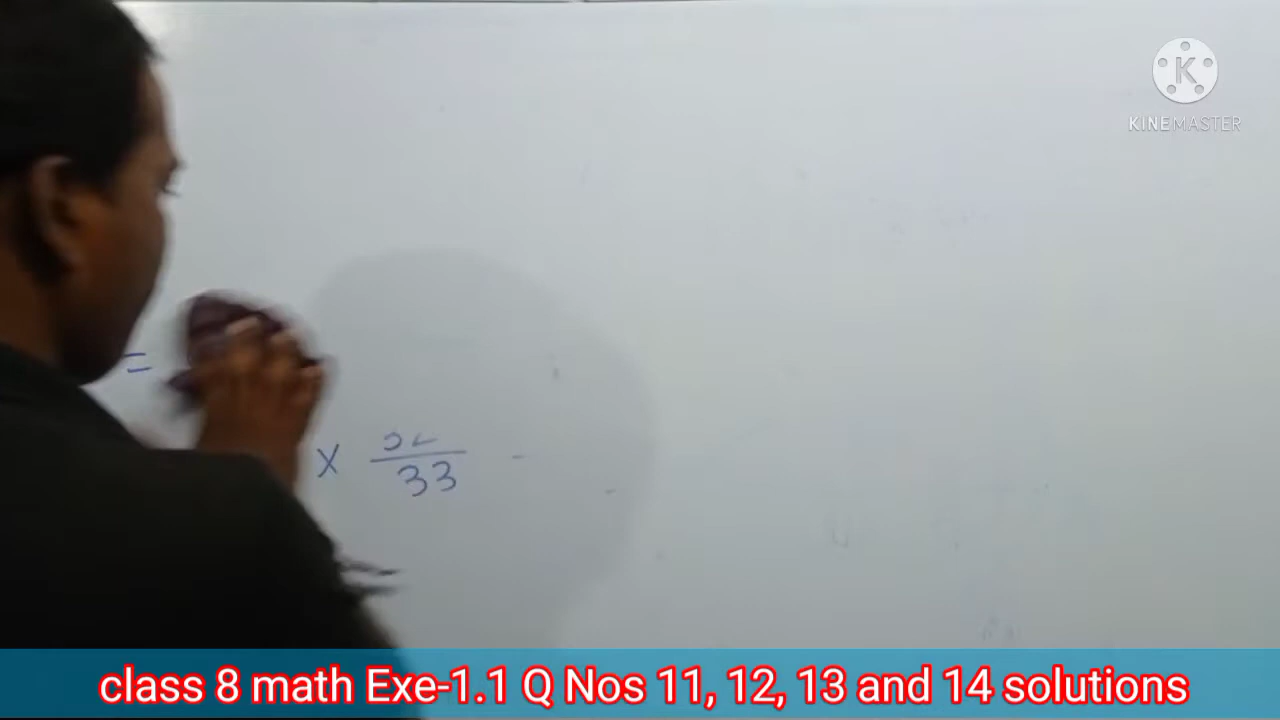 KINEMASTER
=
×
33
class 8 math Exe-1.1 Q Nos 11, 12, 13 and 14 solutions